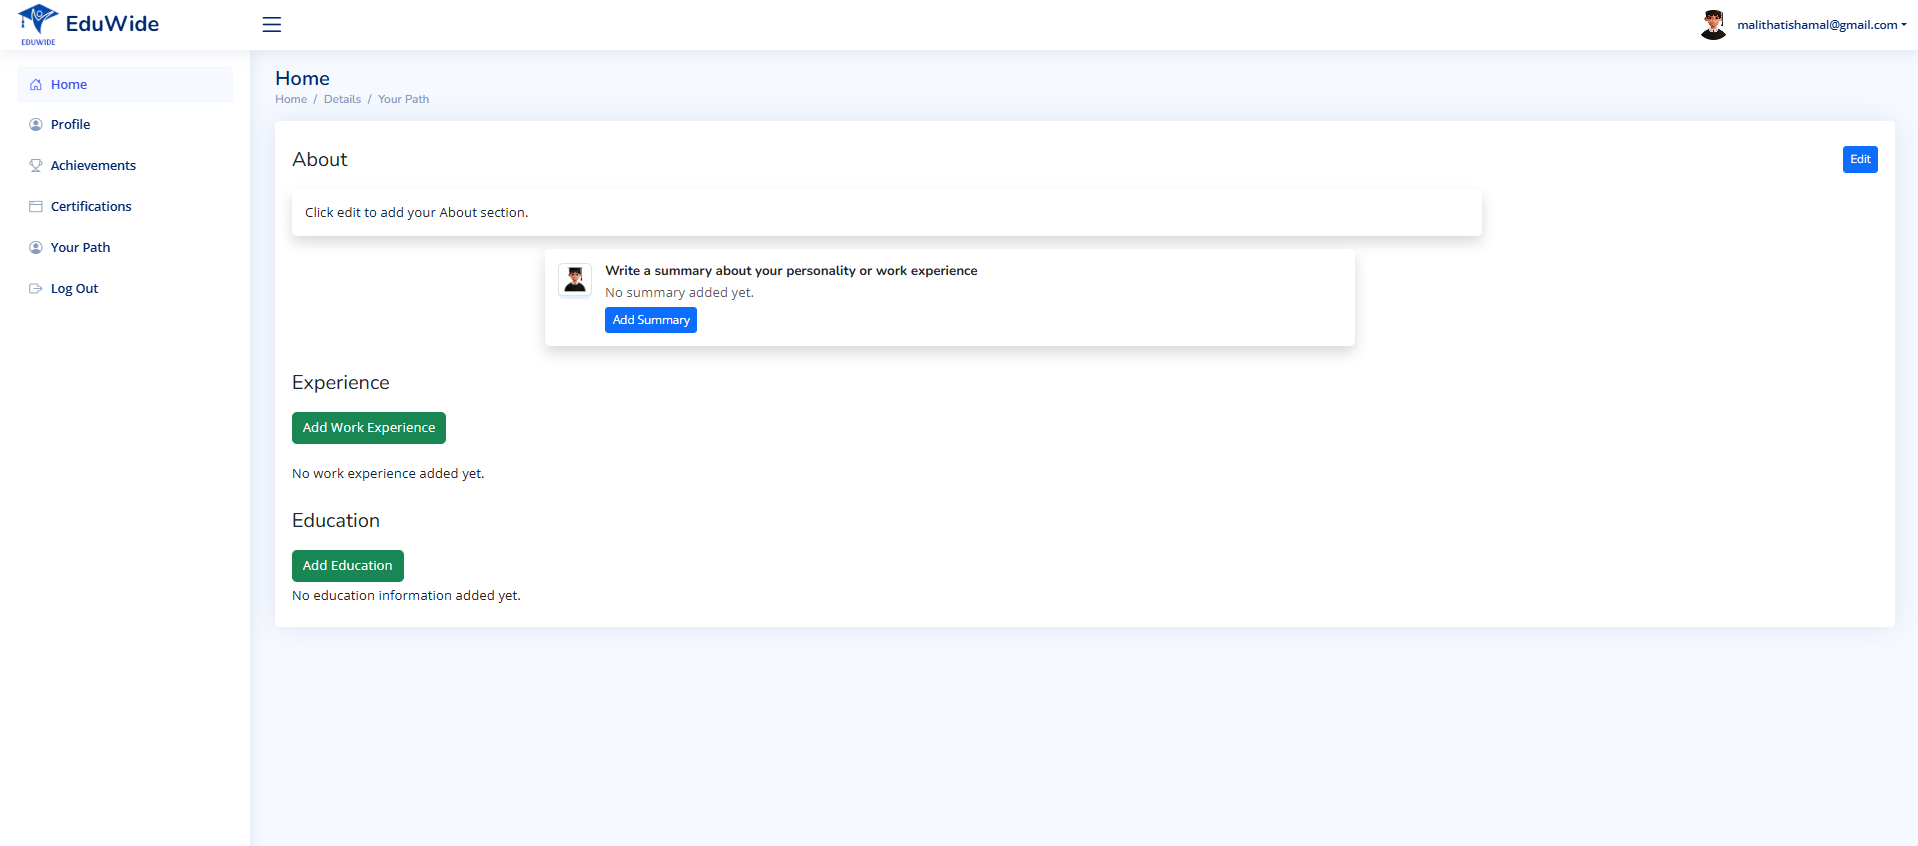 EDUWIDE
EduWide
malithatishamal@gmail.com
Home
Profile
Achievements
Certifications
Your Path
Log Out
Home
Home / Details / Your Path
About
Edit
Click edit to add your About section.
Write a summary about your personality or work experience
No summary added yet.
Add Summary
Experience
Add Work Experience
No work experience added yet.
Education
Add Education
No education information added yet.